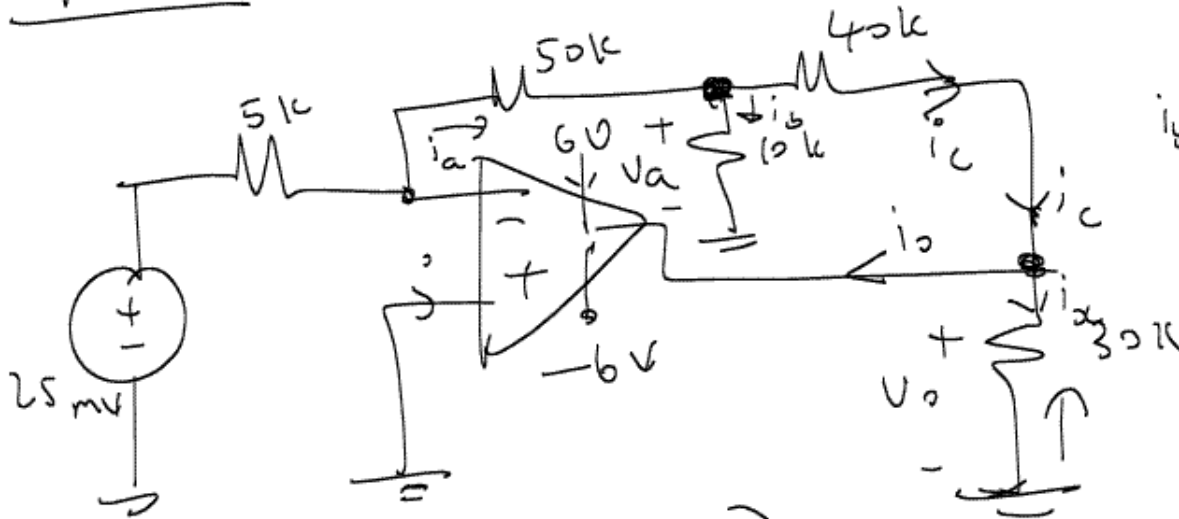 50k
40k
5k
ia
6V
+
Va
-
ib
10k
ic
ic
-
+
io
-6V
+
-
25mV
ix
30k
+
Vo
-